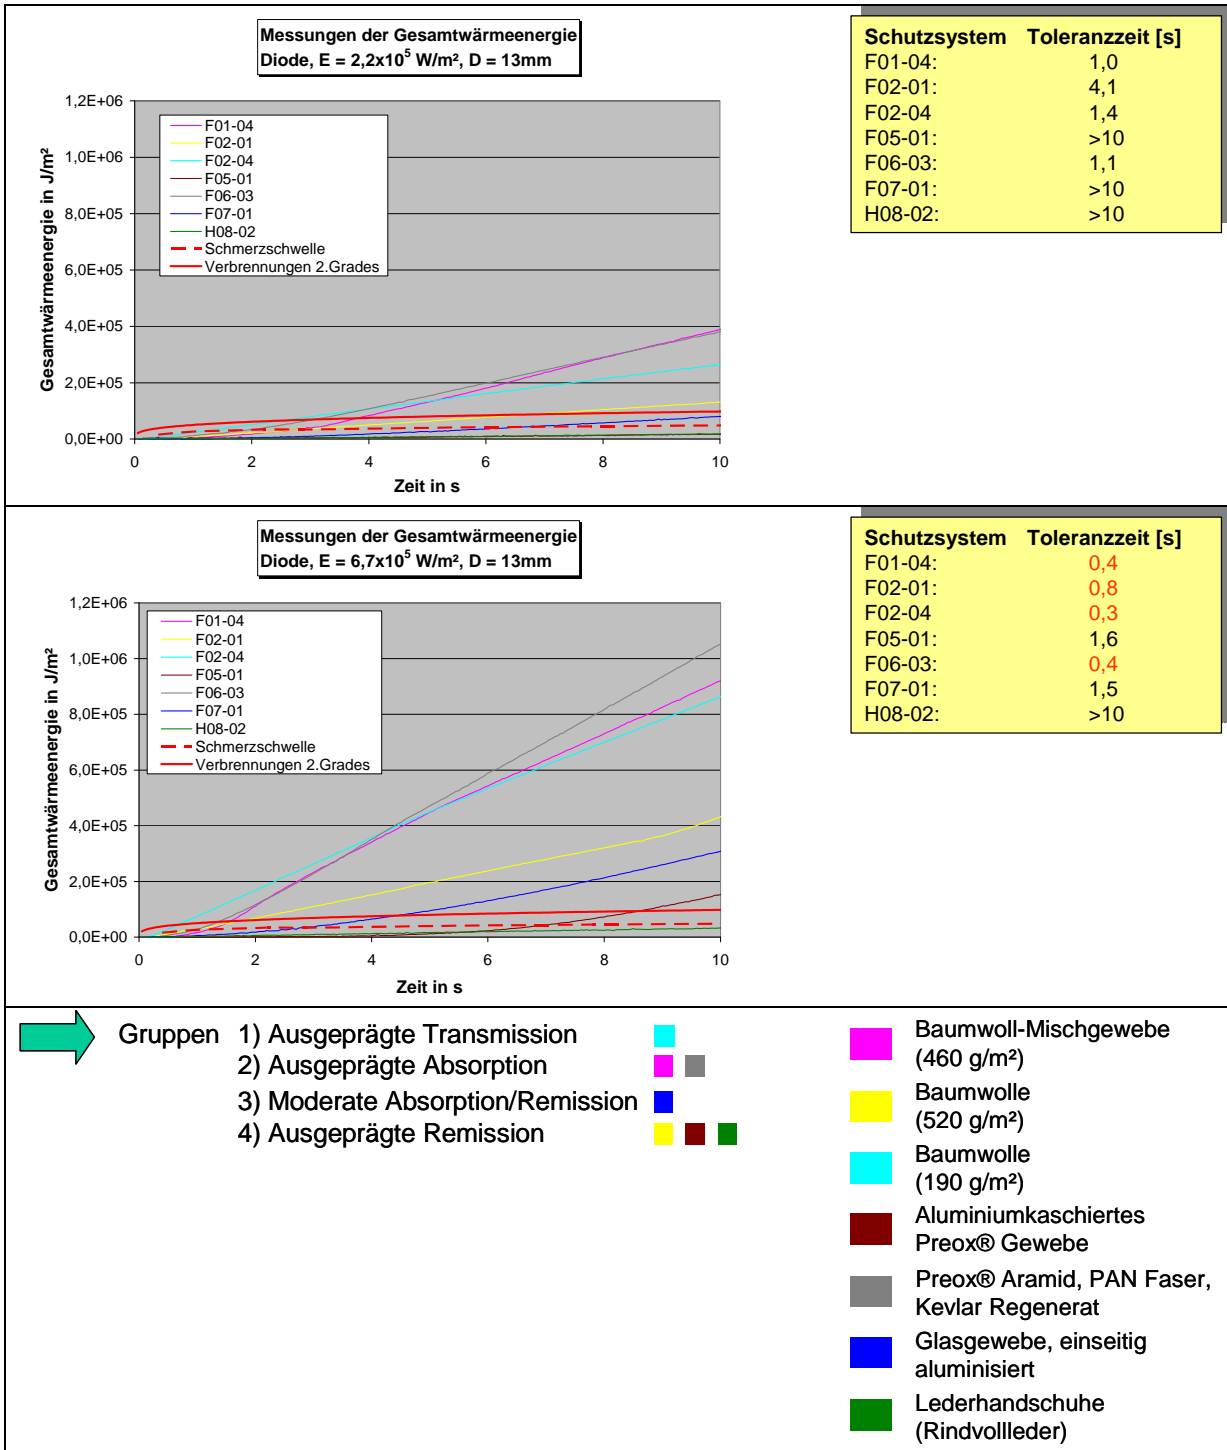 Messungen der Gesamtwärmeenergie
Diode, E = 2,2x10⁵ W/m², D = 13mm
Gesamtwärmeenergie in J/m²
1,2E+06
1,0E+06
8,0E+05
6,0E+05
4,0E+05
2,0E+05
0,0E+00
F01-04
F02-01
F02-04
F05-01
F06-03
F07-01
H08-02
Schmerzschwelle
Verbrennungen 2.Grades
0 2 4 6 8 10
Zeit in s
Schutzsystem Toleranzzeit [s]
F01-04: 1,0
F02-01: 4,1
F02-04 1,4
F05-01: >10
F06-03: 1,1
F07-01: >10
H08-02: >10
Messungen der Gesamtwärmeenergie
Diode, E = 6,7x10⁵ W/m², D = 13mm
Gesamtwärmeenergie in J/m²
1,2E+06
1,0E+06
8,0E+05
6,0E+05
4,0E+05
2,0E+05
0,0E+00
F01-04
F02-01
F02-04
F05-01
F06-03
F07-01
H08-02
Schmerzschwelle
Verbrennungen 2.Grades
0 2 4 6 8 10
Zeit in s
Schutzsystem Toleranzzeit [s]
F01-04: 0,4
F02-01: 0,8
F02-04 0,3
F05-01: 1,6
F06-03: 0,4
F07-01: 1,5
H08-02: >10
Gruppen 1) Ausgeprägte Transmission
2) Ausgeprägte Absorption
3) Moderate Absorption/Remission
4) Ausgeprägte Remission
Baumwoll-Mischgewebe
(460 g/m²)
Baumwolle
(520 g/m²)
Baumwolle
(190 g/m²)
Aluminiumkaschiertes
Preox® Gewebe
Preox® Aramid, PAN Faser,
Kevlar Regenerat
Glasgewebe, einseitig
aluminisiert
Lederhandschuhe
(Rindvollleder)